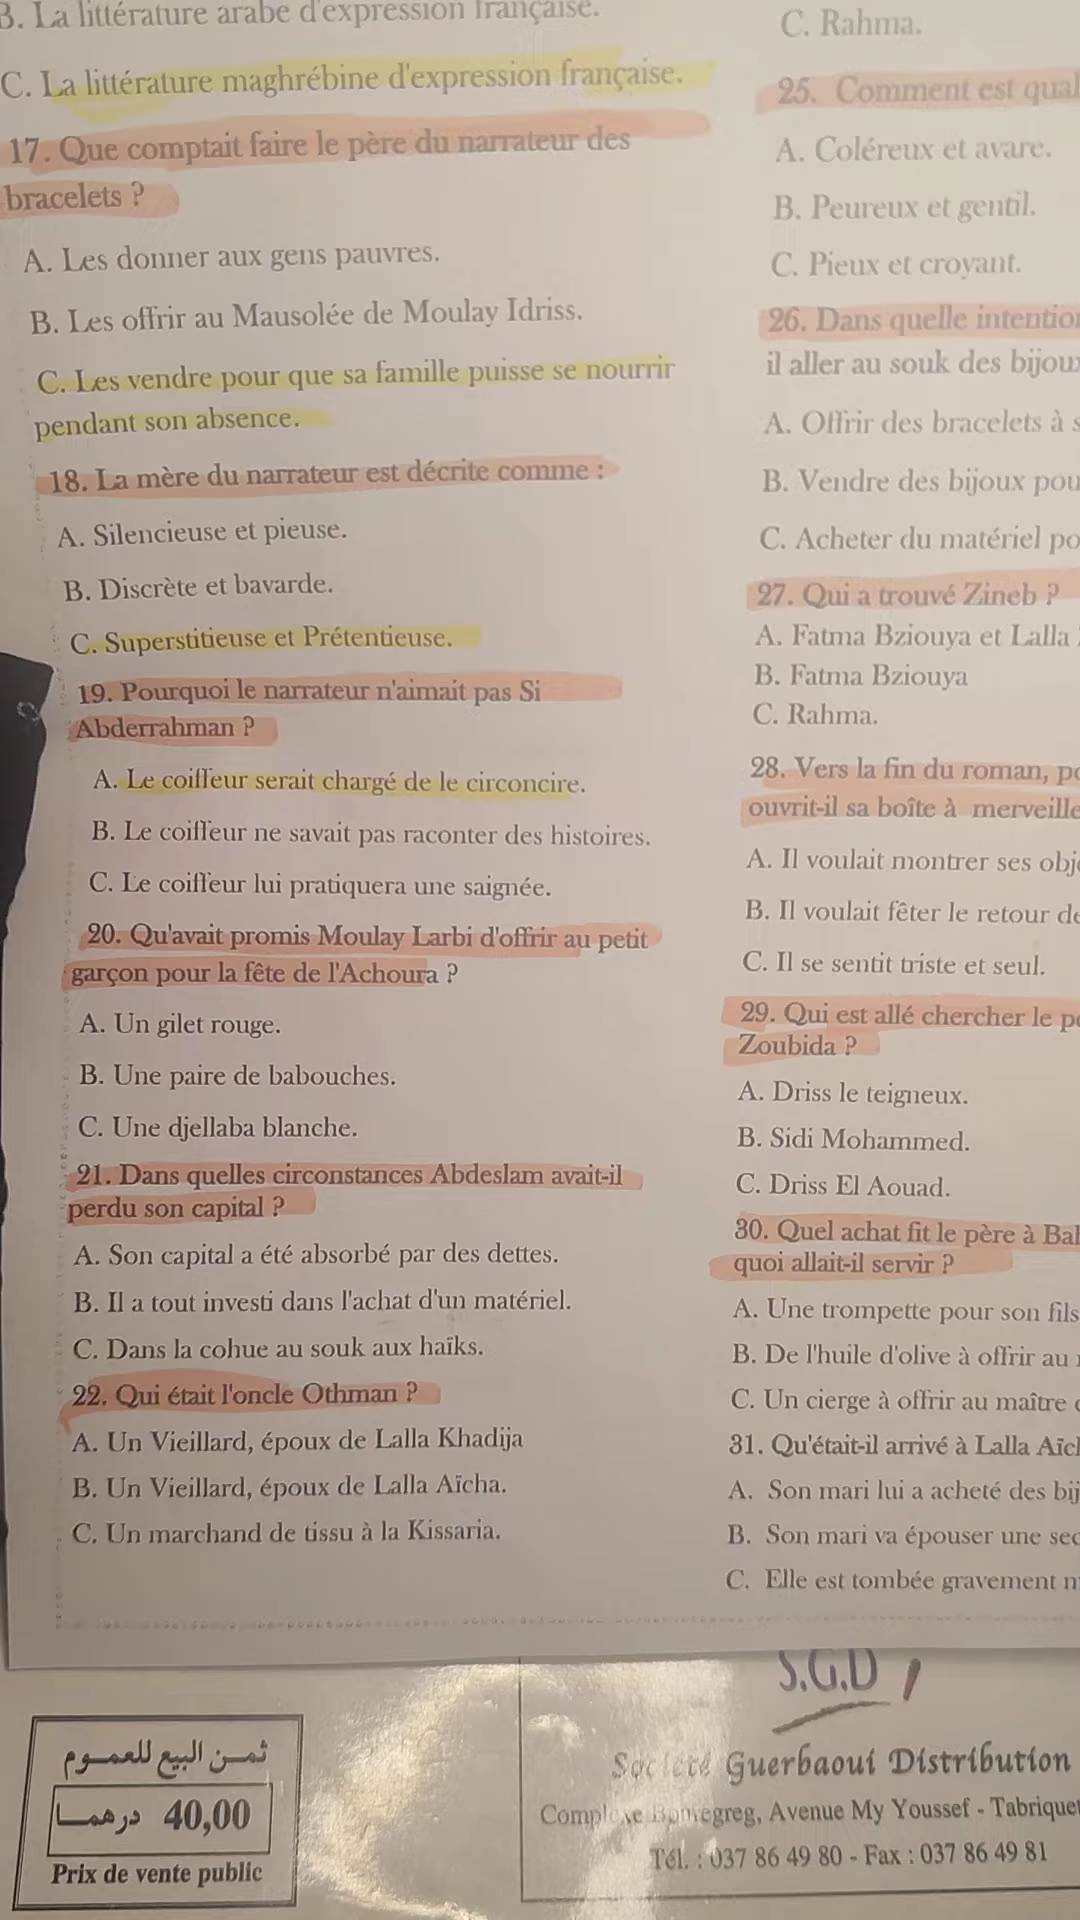 B. La littérature arabe d'expression française.
C. La littérature maghrébine d'expression française.
17. Que comptait faire le père du narrateur des
bracelets ?
A. Les donner aux gens pauvres.
B. Les offrir au Mausolée de Moulay Idriss.
C. Les vendre pour que sa famille puisse se nourrir
pendant son absence.
18. La mère du narrateur est décrite comme :
A. Silencieuse et pieuse.
B. Discrète et bavarde.
C. Superstitieuse et Prétentieuse.
19. Pourquoi le narrateur n'aimait pas Si
Abderrahman ?
A. Le coiffeur serait chargé de le circoncire.
B. Le coiffeur ne savait pas raconter des histoires.
C. Le coiffeur lui pratiquera une saignée.
20. Qu'avait promis Moulay Larbi d'offrir au petit
garçon pour la fête de l'Achoura ?
A. Un gilet rouge.
B. Une paire de babouches.
C. Une djellaba blanche.
21. Dans quelles circonstances Abdeslam avait-il
perdu son capital ?
A. Son capital a été absorbé par des dettes.
B. Il a tout investi dans l'achat d'un matériel.
C. Dans la cohue au souk aux haïks.
22. Qui était l'oncle Othman ?
A. Un Vieillard, époux de Lalla Khadija
B. Un Vieillard, époux de Lalla Aïcha.
C. Un marchand de tissu à la Kissaria.
C. Rahma.
25. Comment est
A. Coléreux et avare.
B. Peureux et gentil.
C. Pieux et croyant.
26. Dans quelle
il aller au souk des
A. Offrir des bracelets à
B. Vendre des bijoux
C. Acheter du matériel
27. Qui a trouvé Zineb ?
A. Fatma Bziouya et Lalla
B. Fatma Bziouya
C. Rahma.
28. Vers la fin du roman,
ouvrit-il sa boîte à
A. Il voulait montrer ses
B. Il voulait fêter le retour
C. Il se sentit triste et seul.
29. Qui est allé chercher le
Zoubida ?
A. Driss le teigneux.
B. Sidi Mohammed.
C. Driss El Aouad.
30. Quel achat fit le père à
quoi allait-il servir ?
A. Une trompette pour son fils
B. De l'huile d'olive à offrir au
C. Un cierge à offrir au maître
31. Qu'était-il arrivé à Lalla
A. Son mari lui a acheté des
B. Son mari va épouser une
C. Elle est tombée gravement
ثمن البيع للعموم
40,00 درهما
Prix de vente public
S.G.D
Société Guerbaoui Distribution
Complexe Bouregreg, Avenue My Youssef - Tabriquet
Tél. : 037 86 49 80 - Fax : 037 86 49 81